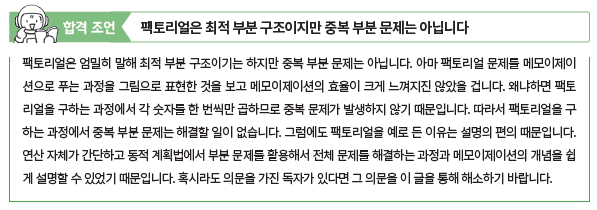 합격 조언
팩토리얼은 최적 부분 구조이지만 중복 부분 문제는 아닙니다
팩토리얼은 엄밀히 말해 최적 부분 구조이기는 하지만 중복 부분 문제는 아닙니다. 아마 팩토리얼 문제를 메모이제이
션으로 푸는 과정을 그림으로 표현한 것을 보고 메모이제이션의 효율이 크게 느껴지진 않았을 겁니다. 왜냐하면 팩토
리얼을 구하는 과정에서 각 숫자를 한 번씩만 곱하므로 중복 문제가 발생하지 않기 때문입니다. 따라서 팩토리얼을 구
하는 과정에서 중복 부분 문제는 해결할 일이 없습니다. 그럼에도 팩토리얼을 예로 든 이유는 설명의 편의 때문입니다.
연산 자체가 간단하고 동적 계획법에서 부분 문제를 활용해서 전체 문제를 해결하는 과정과 메모이제이션의 개념을 쉽
게 설명할 수 있었기 때문입니다. 혹시라도 의문을 가진 독자가 있다면 그 의문을 이 글을 통해 해소하기 바랍니다.